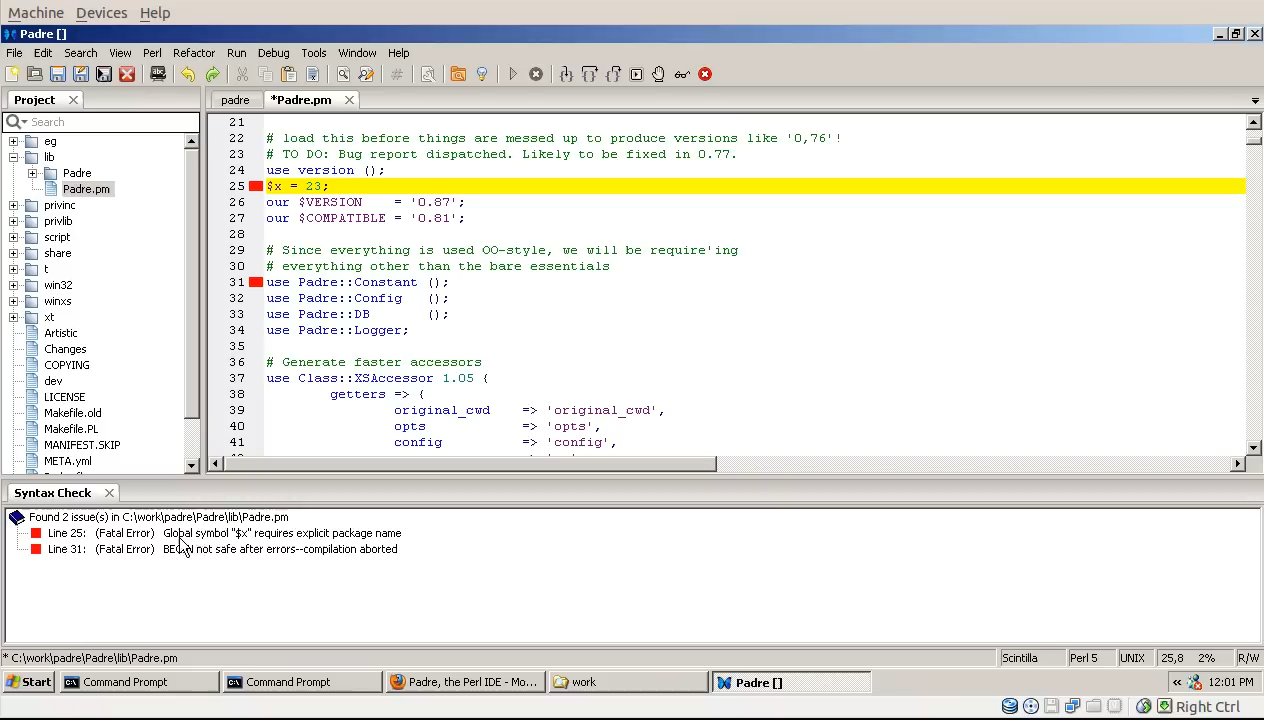 Machine Devices Help
Padre []
File Edit Search View Perl Refactor Run Debug Tools Window Help
Project
Search
eg
lib
Padre
Padre.pm
privinc
privlib
script
share
t
win32
winxs
xt
Artistic
Changes
COPYING
dev
LICENSE
Makefile.old
Makefile.PL
MANIFEST.SKIP
META.yml
padre *Padre.pm
21
22 # load this before things are messed up to produce versions like '0,76'!
23 # TO DO: Bug report dispatched. Likely to be fixed in 0.77.
24 use version ();
25 $x = 23;
26 our $VERSION = '0.87';
27 our $COMPATIBLE = '0.81';
28
29 # Since everything is used OO-style, we will be require'ing
30 # everything other than the bare essentials
31 use Padre::Constant ();
32 use Padre::Config ();
33 use Padre::DB ();
34 use Padre::Logger;
35
36 # Generate faster accessors
37 use Class::XSAccessor 1.05 {
38 getters => {
39 original_cwd => 'original_cwd',
40 opts => 'opts',
41 config => 'config',
Syntax Check
Found 2 issue(s) in C:\work\padre\Padre\lib\Padre.pm
Line 25: (Fatal Error) Global symbol "$x" requires explicit package name
Line 31: (Fatal Error) BEGIN not safe after errors--compilation aborted
* C:\work\padre\Padre\lib\Padre.pm Scintilla Perl 5 UNIX 25,8 2% R/W
Start Command Prompt Command Prompt Padre, the Perl IDE - Mo... work Padre [] « 12:01 PM
Right Ctrl